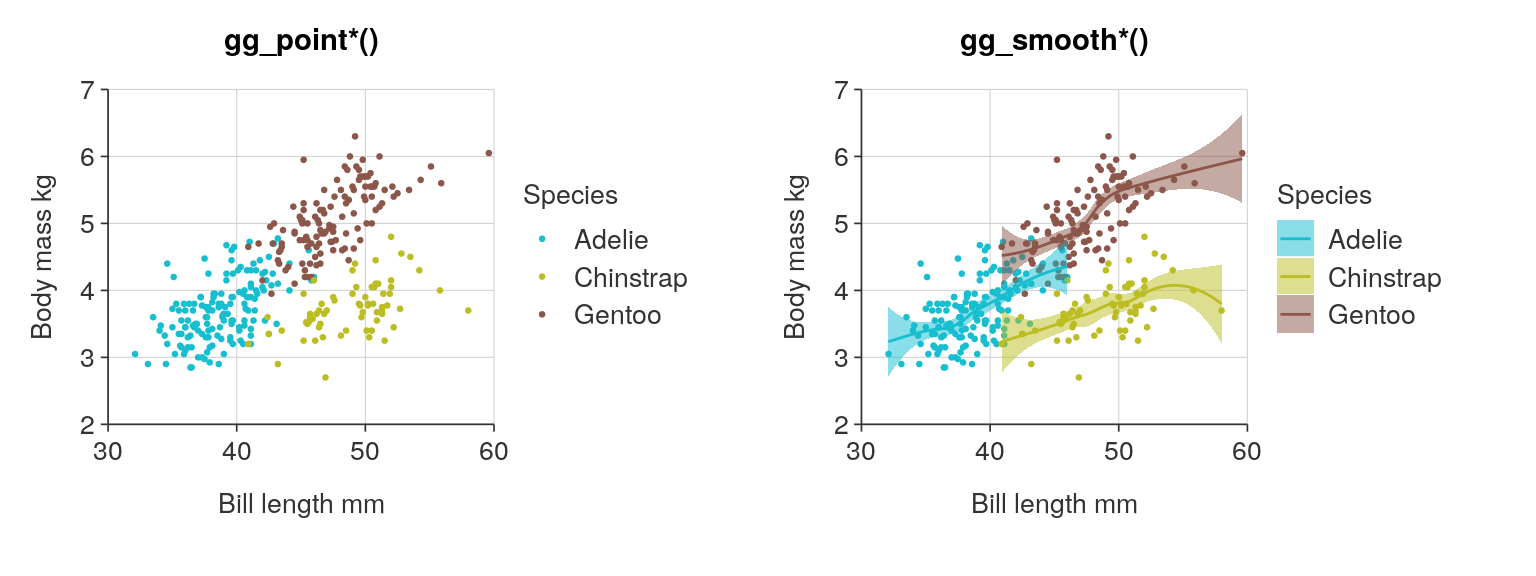 gg_point*()
7
6
5
4
3
2
Body mass kg
30 40 50 60
Bill length mm
Species
Adelie
Chinstrap
Gentoo
gg_smooth*()
7
6
5
4
3
2
Body mass kg
30 40 50 60
Bill length mm
Species
Adelie
Chinstrap
Gentoo